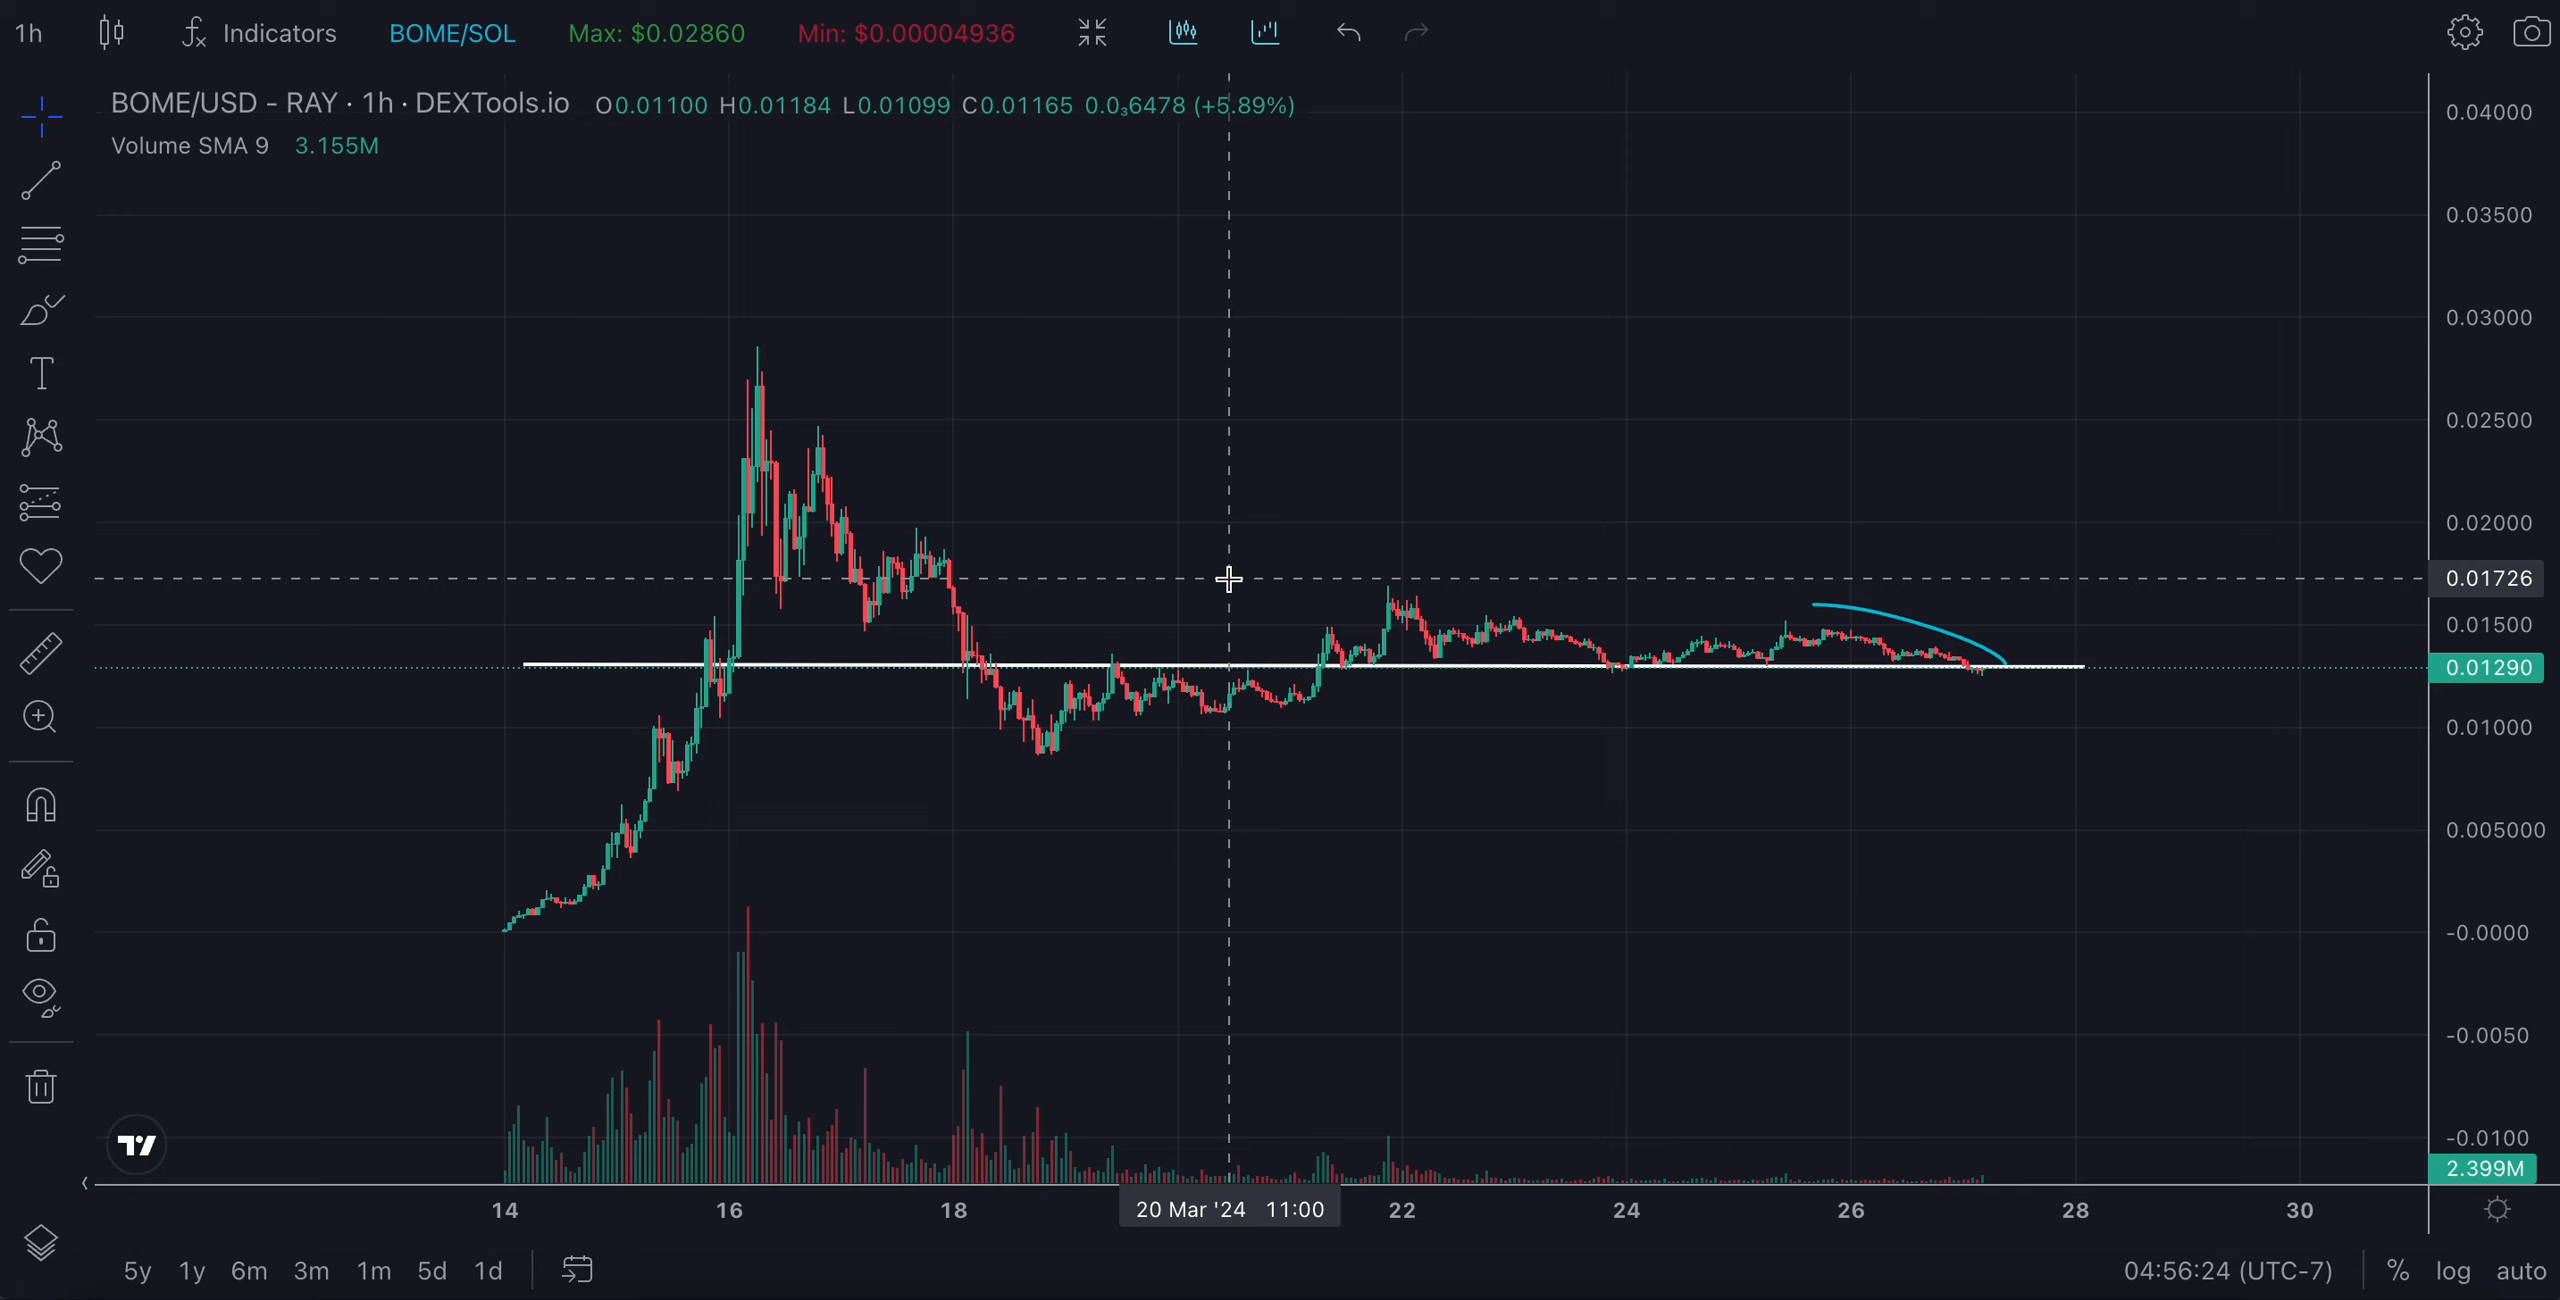 1h Indicators BOME/SOL Max: $0.02860 Min: $0.00004936
BOME/USD - RAY · 1h · DEXTools.io O0.01100 H0.01184 L0.01099 C0.01165 0.0₃6478 (+5.89%)
Volume SMA 9 3.155M
0.04000
0.03500
0.03000
0.02500
0.02000
0.01726
0.01500
0.01290
0.01000
0.005000
-0.0000
-0.0050
-0.0100
2.399M
14 16 18 20 Mar '24 11:00 22 24 26 28 30
5y 1y 6m 3m 1m 5d 1d 04:56:24 (UTC-7) % log auto